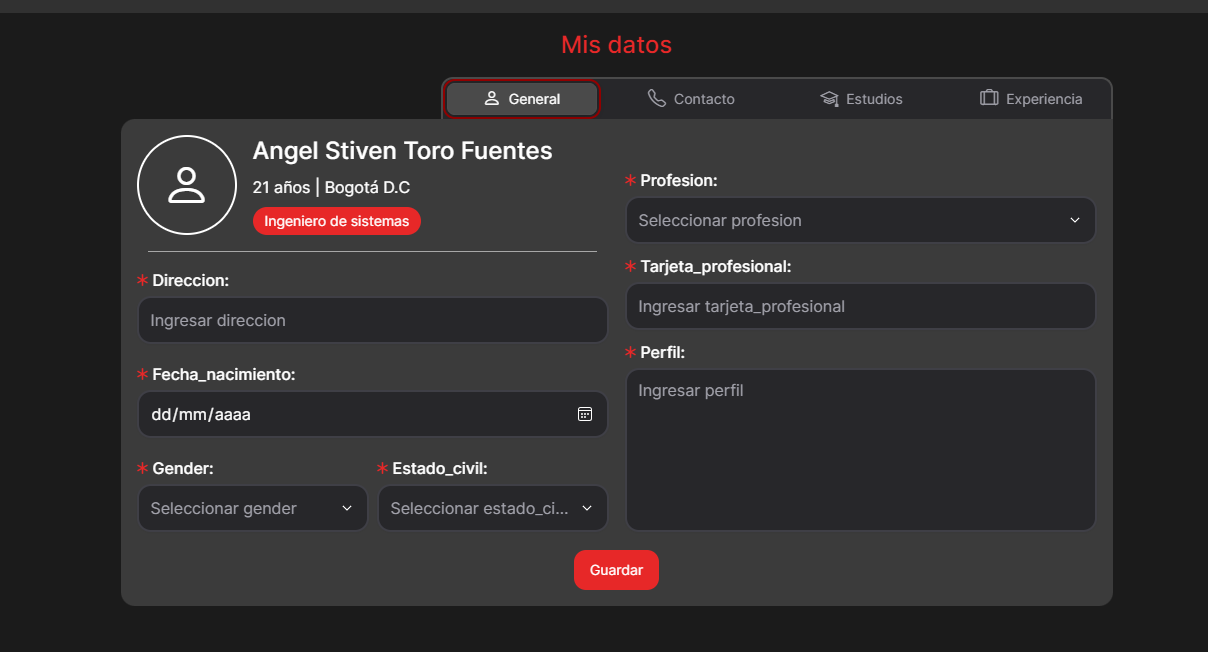 Mis datos
General
Contacto
Estudios
Experiencia
Angel Stiven Toro Fuentes
21 años | Bogotá D.C
Ingeniero de sistemas
* Direccion:
Ingresar direccion
* Fecha_nacimiento:
dd/mm/aaaa
* Gender:
Seleccionar gender
* Estado_civil:
Seleccionar estado_ci...
* Profesion:
Seleccionar profesion
* Tarjeta_profesional:
Ingresar tarjeta_profesional
* Perfil:
Ingresar perfil
Guardar